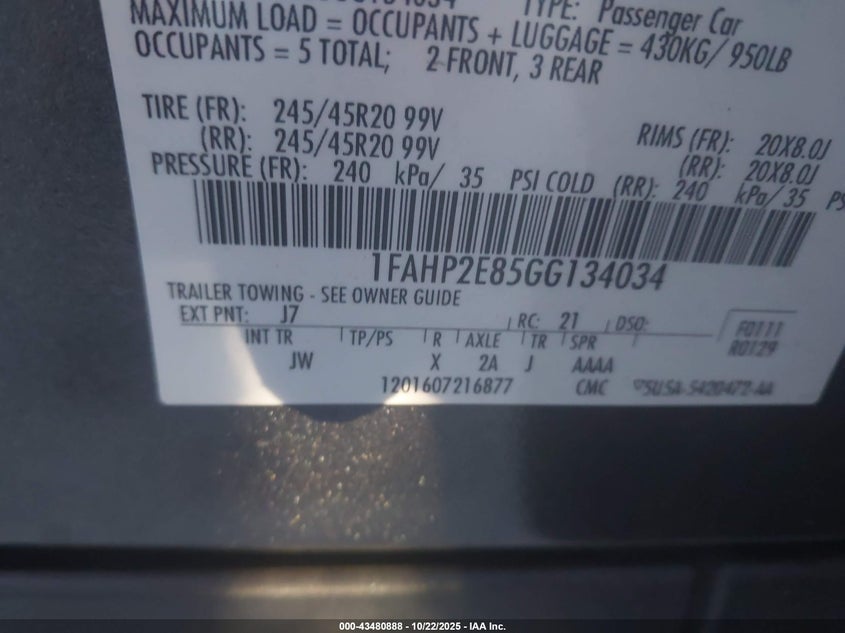 TYPE: Passenger Car
MAXIMUM LOAD = OCCUPANTS + LUGGAGE = 430KG/ 950LB
OCCUPANTS = 5 TOTAL; 2 FRONT, 3 REAR
TIRE (FR): 245/45R20 99V RIMS (FR): 20X8.0J
(RR): 245/45R20 99V (RR): 20X8.0J
PRESSURE (FR): 240 kPa/ 35 PSI COLD (RR): 240 kPa/ 35 PS
1FAHP2E85GG134034
TRAILER TOWING - SEE OWNER GUIDE
EXT PNT: J7 RC: 21 DSO: F0111
INT TR TP/PS R AXLE TR SPR R0129
JW X 2A J AAAA
1201607216877 CMC
000-43480888 - 10/22/2025 - IAA Inc.